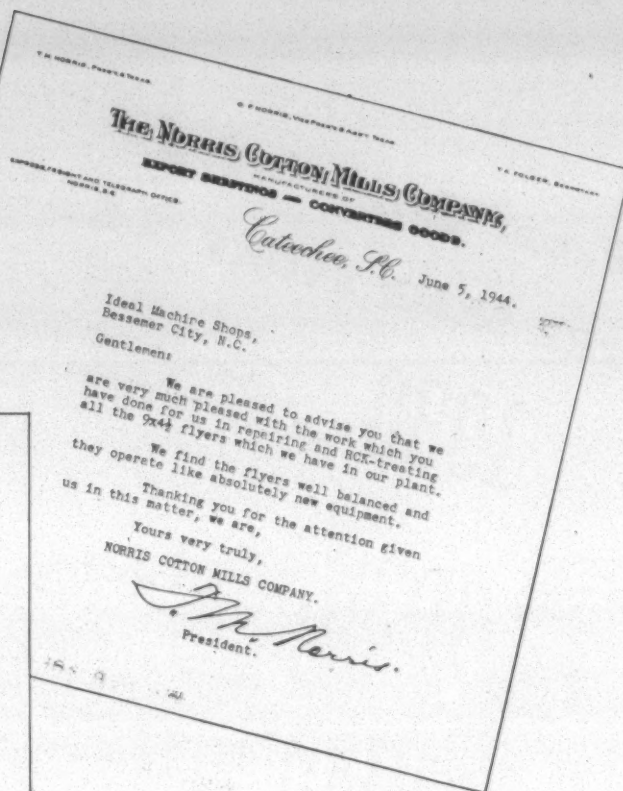 T. M. NORRIS, PRES'T. & TREAS.
G. F. NORRIS, VICE PRES'T. & ASS'T. TREAS.
T. A. FOLGER, SECRETARY
THE NORRIS COTTON MILLS COMPANY,
MANUFACTURERS OF
EXPORT SHEETINGS — CONVERTERS GOODS.
EXPRESS, FREIGHT AND TELEGRAPH OFFICE,
NORRIS, S.C.
Cateechee, S.C. June 5, 1944.
Ideal Machine Shops,
Bessemer City, N.C.
Gentlemen:
We are pleased to advise you that we
are very much pleased with the work which you
have done for us in repairing and RCK-treating
all the 9x4½ flyers which we have in our plant.
We find the flyers well balanced and
they operate like absolutely new equipment.
Thanking you for the attention given
us in this matter, we are,
Yours very truly,
NORRIS COTTON MILLS COMPANY.
T. M. Norris.
President.